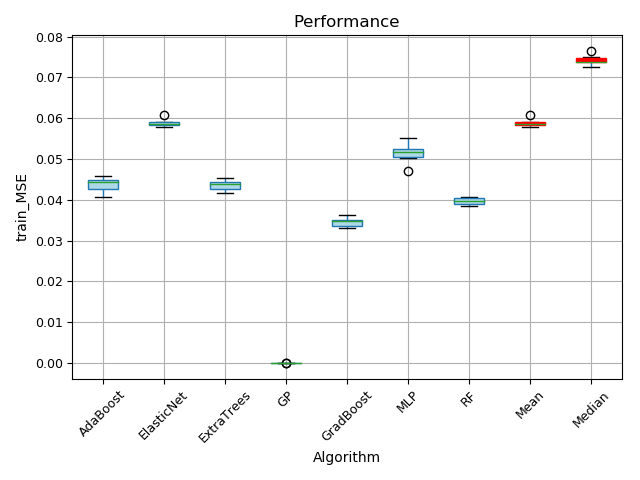 Performance
0.08
0.07
0.06
0.05
0.04
0.03
0.02
0.01
0.00
train_MSE
AdaBoost
ElasticNet
ExtraTrees
GP
GradBoost
MLP
RF
Mean
Median
Algorithm